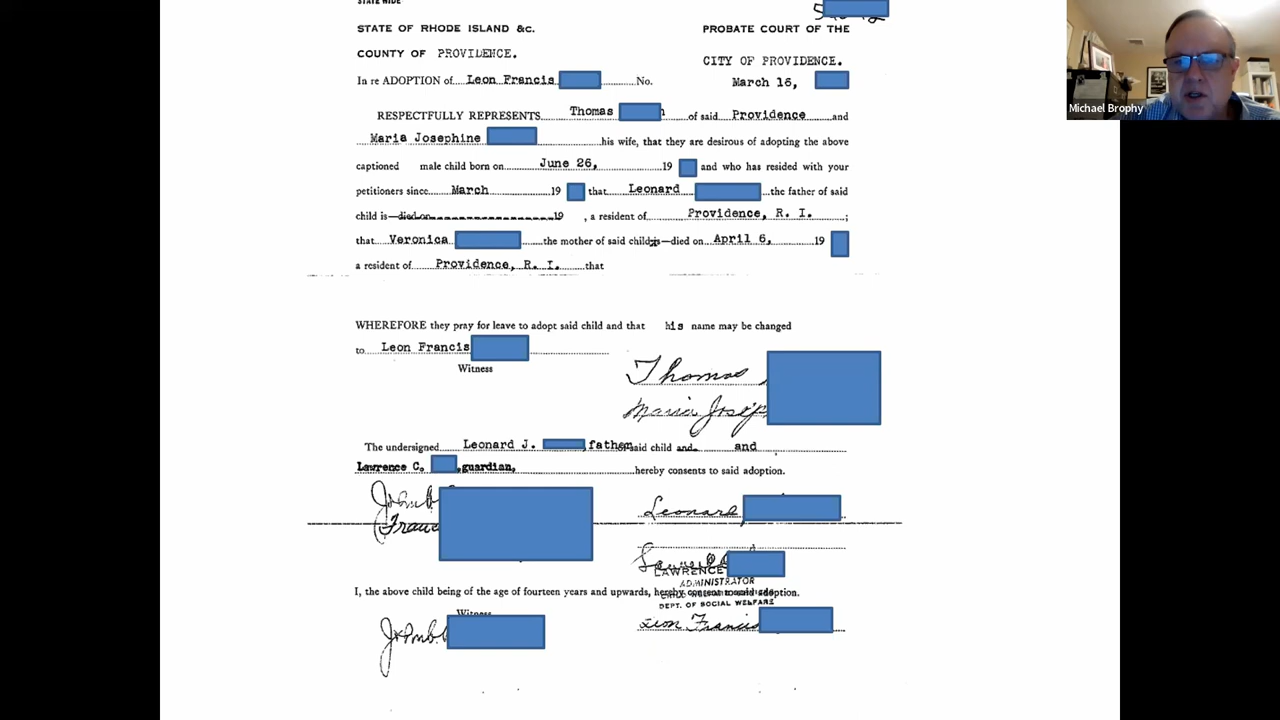 STATE WIDE
STATE OF RHODE ISLAND &c. PROBATE COURT OF THE
COUNTY OF PROVIDENCE. CITY OF PROVIDENCE.
In re ADOPTION of Leon Francis No. March 15,
RESPECTFULLY REPRESENTS Thomas of said Providence and
Maria Josephine his wife, that they are desirous of adopting the above
captioned male child born on June 26, 19 and who has resided with your
petitioners since March 19 that Leonard the father of said
child is—died on 19 , a resident of Providence, R. I. ;
that Veronica the mother of said child is—died on April 6, 19
a resident of Providence, R. I. that
WHEREFORE they pray for leave to adopt said child and that his name may be changed
to Leon Francis
Witness
Thomas
Maria Josep
The undersigned Leonard J. , father said child and and
Lawrence C. , guardian, hereby consents to said adoption.
Leonard
LAWRENCE
ADMINISTRATOR
I, the above child being of the age of fourteen years and upwards, hereby consent to said adoption.
DEPT. OF SOCIAL WELFARE
Witness
Leon Francis
Michael Brophy